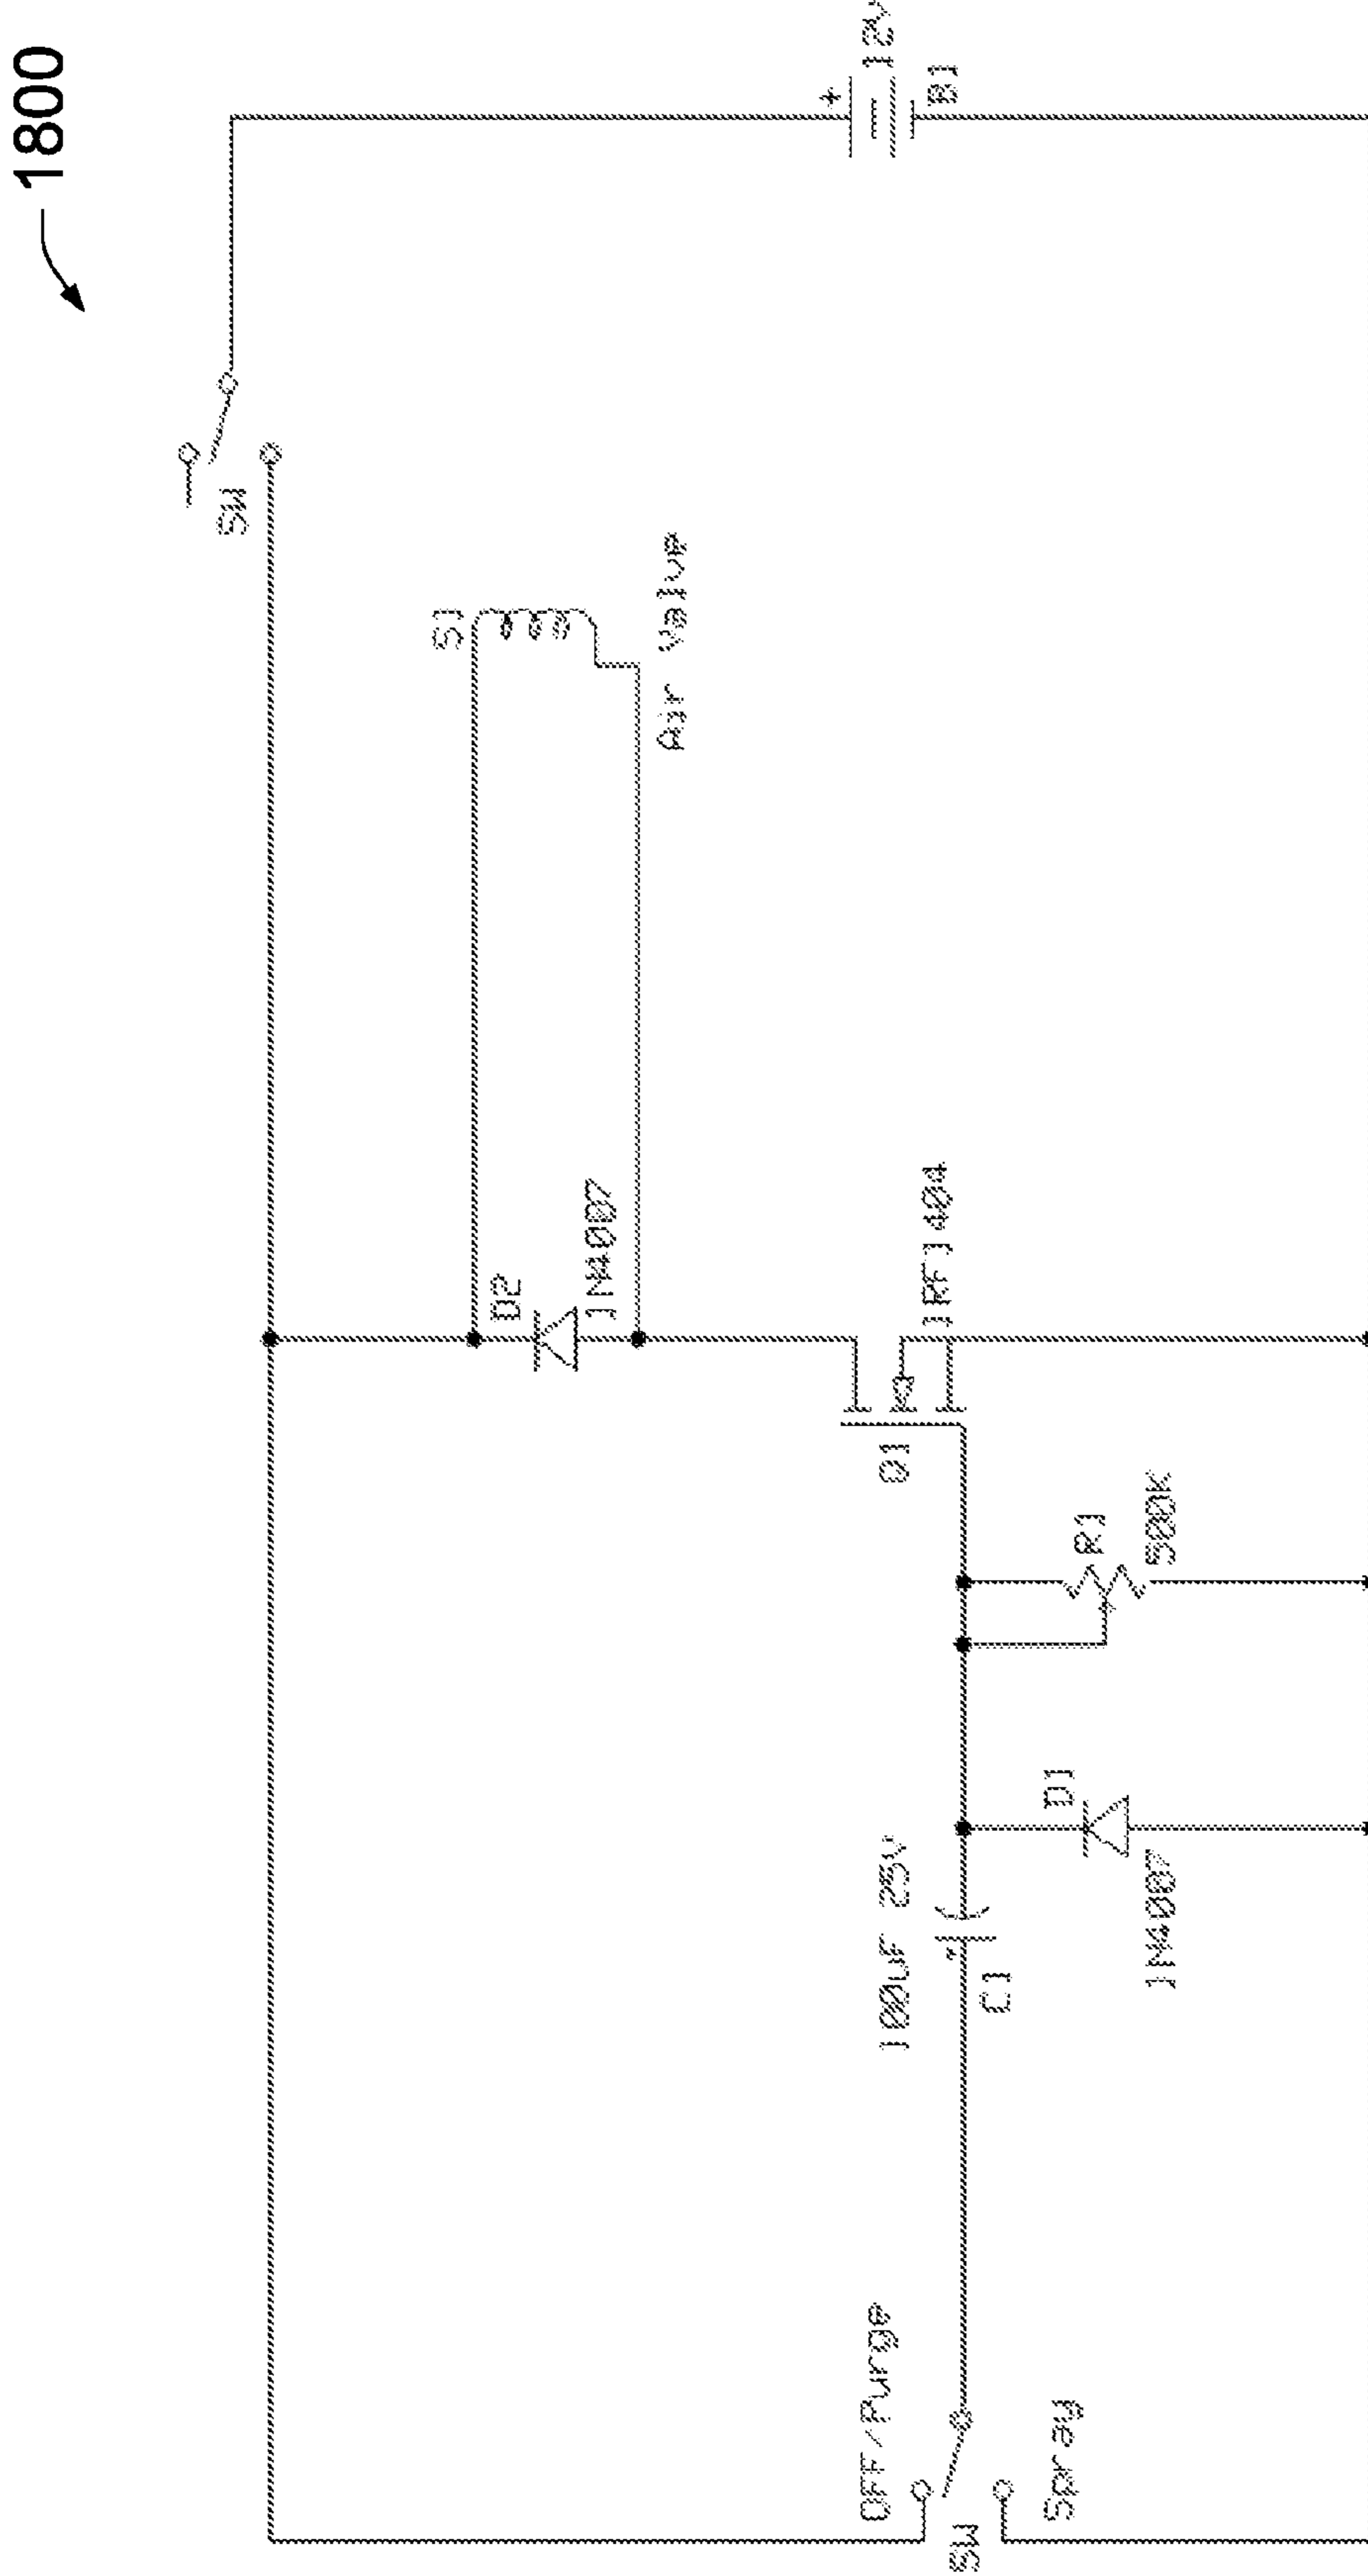 1800
SW
12v
B1
S1
Air Valve
D2
1N4007
IRF1404
Q1
R1
500K
D1
1N4007
100uF 25V
C1
OFF/Purge
SW
Spray